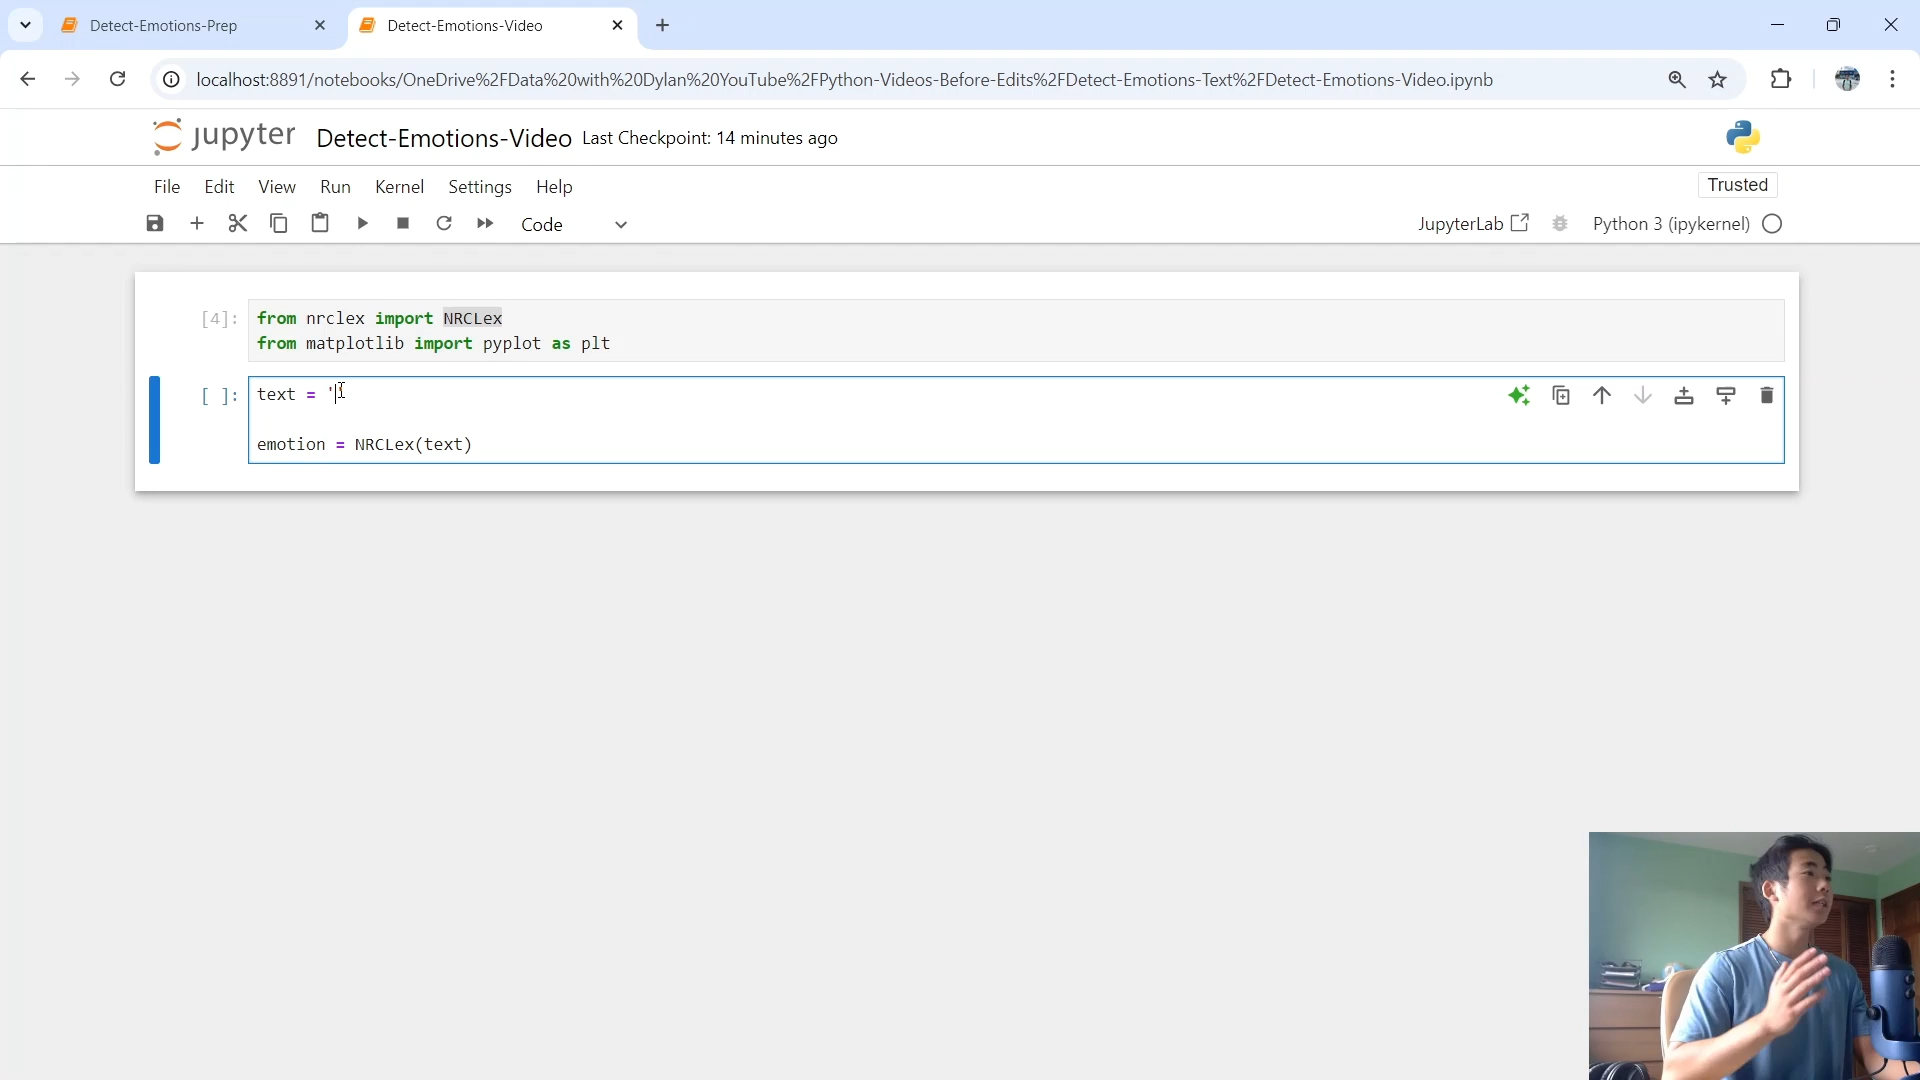 Detect-Emotions-Prep
Detect-Emotions-Video
localhost:8891/notebooks/OneDrive%2FData%20with%20Dylan%20YouTube%2FPython-Videos-Before-Edits%2FDetect-Emotions-Text%2FDetect-Emotions-Video.ipynb
jupyter Detect-Emotions-Video Last Checkpoint: 14 minutes ago
File Edit View Run Kernel Settings Help
Trusted
Code
JupyterLab
Python 3 (ipykernel)
[4]: from nrclex import NRCLex
from matplotlib import pyplot as plt
[ ]: text = ''
emotion = NRCLex(text)